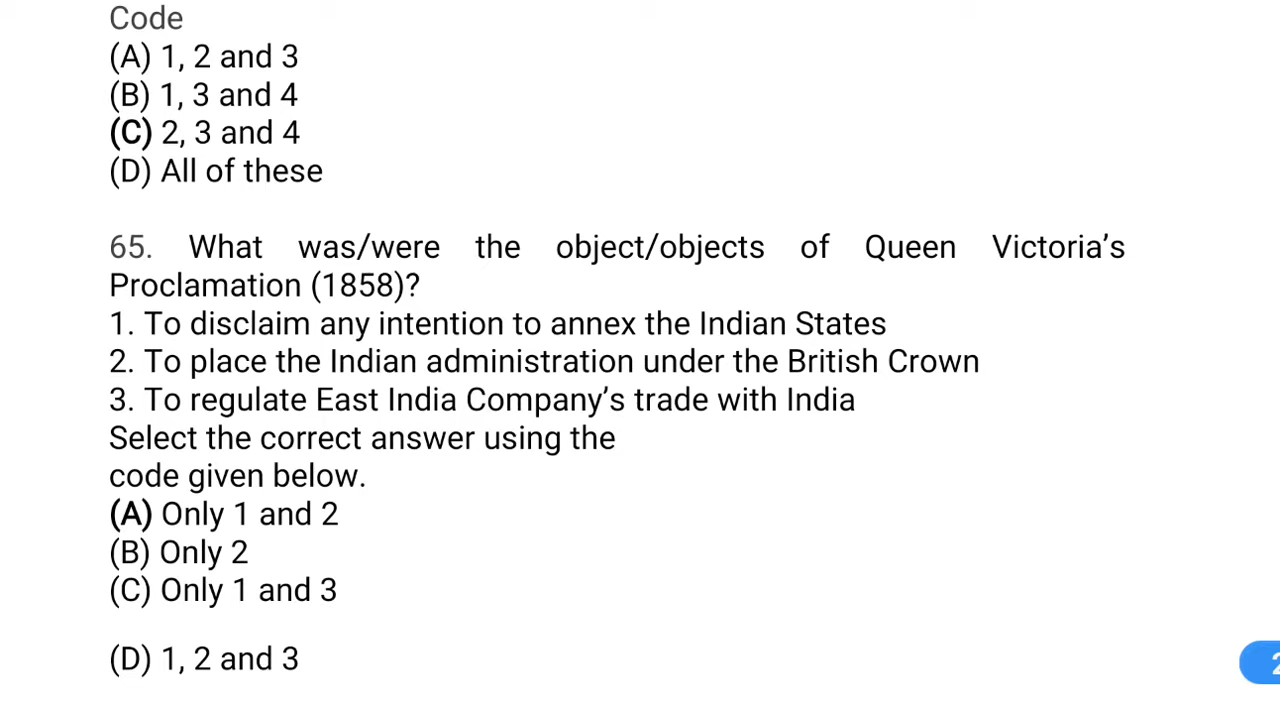 Code
(A) 1, 2 and 3
(B) 1, 3 and 4
(C) 2, 3 and 4
(D) All of these
65. What was/were the object/objects of Queen Victoria’s
Proclamation (1858)?
1. To disclaim any intention to annex the Indian States
2. To place the Indian administration under the British Crown
3. To regulate East India Company’s trade with India
Select the correct answer using the
code given below.
(A) Only 1 and 2
(B) Only 2
(C) Only 1 and 3
(D) 1, 2 and 3